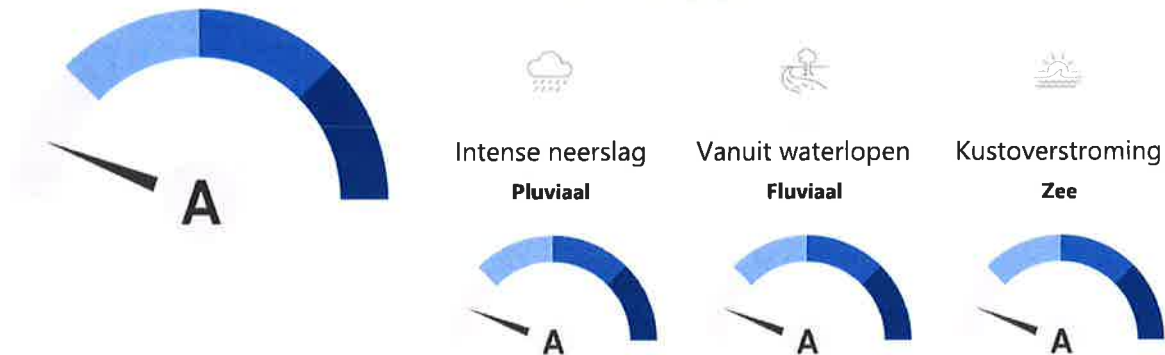 A
Intense neerslag
Vanuit waterlopen
Kustoverstroming
Pluviaal
Fluviaal
Zee
A
A
A